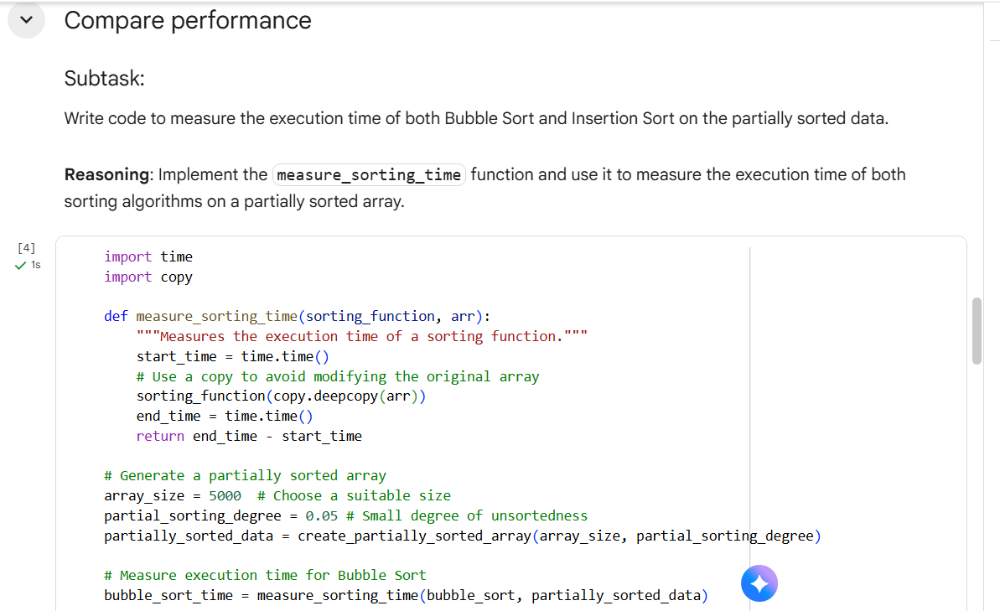 Compare performance
Subtask:
Write code to measure the execution time of both Bubble Sort and Insertion Sort on the partially sorted data.
Reasoning: Implement the measure_sorting_time function and use it to measure the execution time of both
sorting algorithms on a partially sorted array.
[4]
1s
import time
import copy
def measure_sorting_time(sorting_function, arr):
"""Measures the execution time of a sorting function."""
start_time = time.time()
# Use a copy to avoid modifying the original array
sorting_function(copy.deepcopy(arr))
end_time = time.time()
return end_time - start_time
# Generate a partially sorted array
array_size = 5000  # Choose a suitable size
partial_sorting_degree = 0.05 # Small degree of unsortedness
partially_sorted_data = create_partially_sorted_array(array_size, partial_sorting_degree)
# Measure execution time for Bubble Sort
bubble_sort_time = measure_sorting_time(bubble_sort, partially_sorted_data)